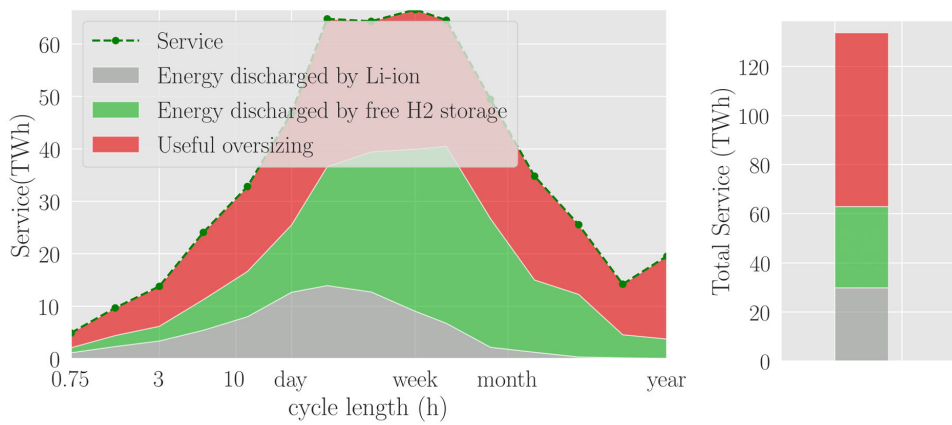 60
50
40
30
20
10
0
Service(TWh)
Service
Energy discharged by Li-ion
Energy discharged by free H2 storage
Useful oversizing
0.75 3 10 day week month year
cycle length (h)
120
100
80
60
40
20
0
Total Service (TWh)